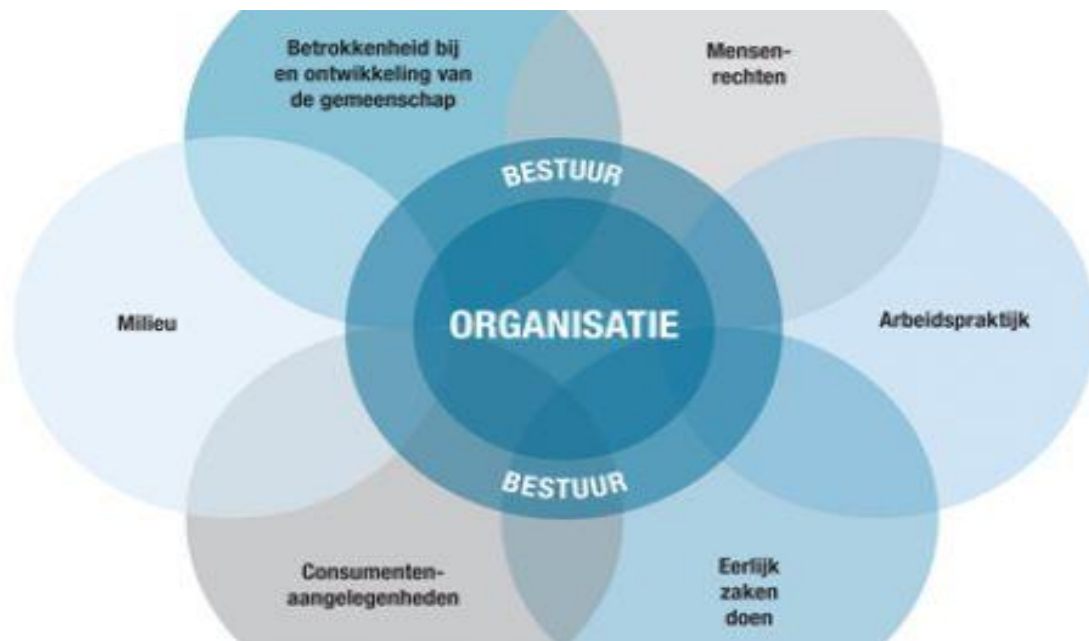 Betrokkenheid bij
en ontwikkeling van
de gemeenschap
Mensen-
rechten
BESTUUR
Milieu
ORGANISATIE
Arbeidspraktijk
BESTUUR
Consumenten-
aangelegenheden
Eerlijk
zaken
doen